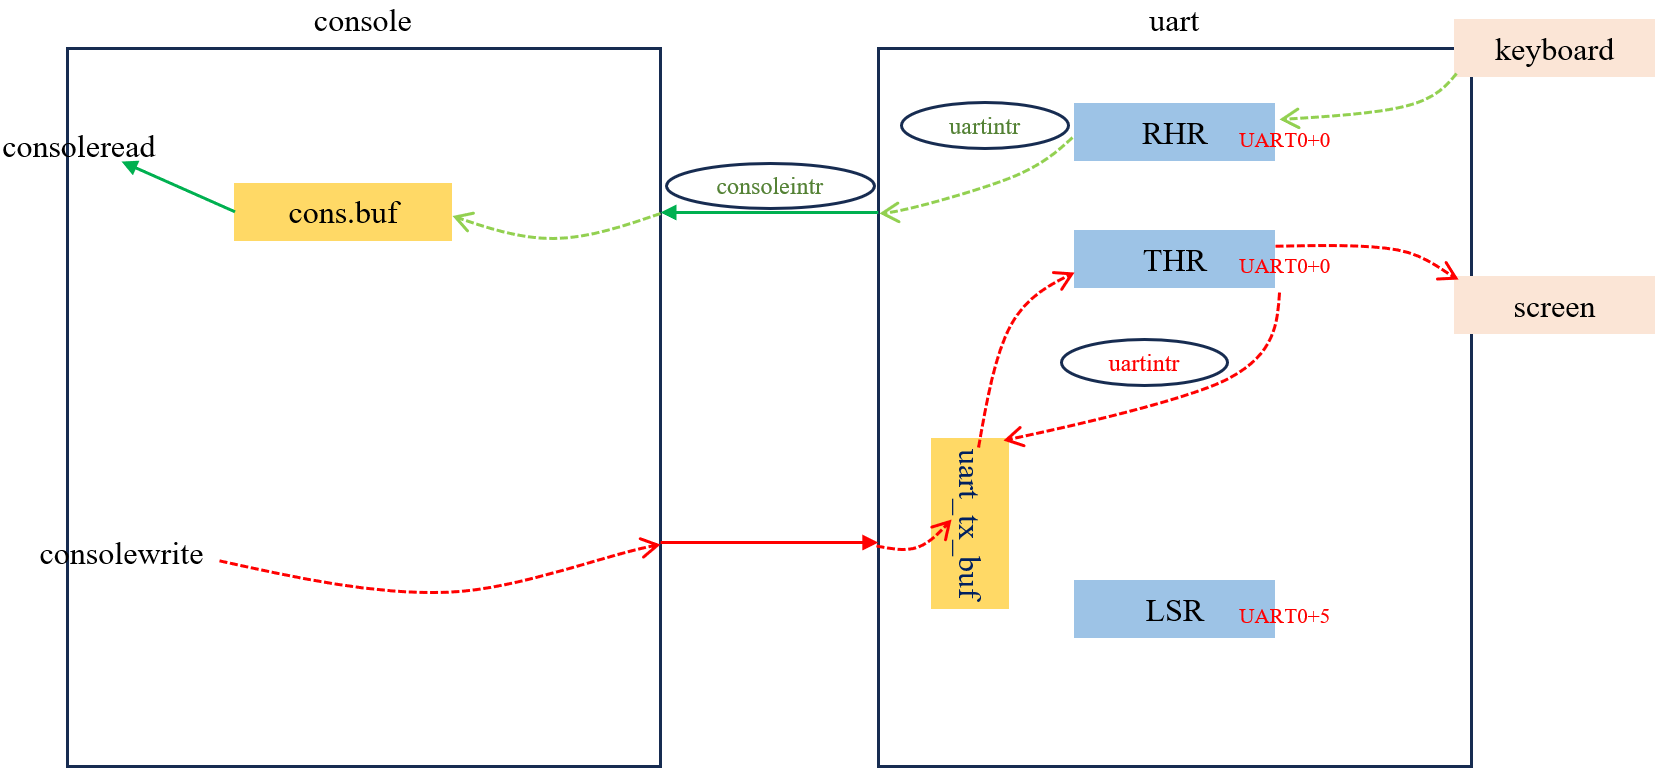 console
uart
keyboard
uartintr
RHR
UART0+0
consoleread
consoleintr
cons.buf
THR
UART0+0
screen
uartintr
uart_tx_buf
consolewrite
LSR
UART0+5